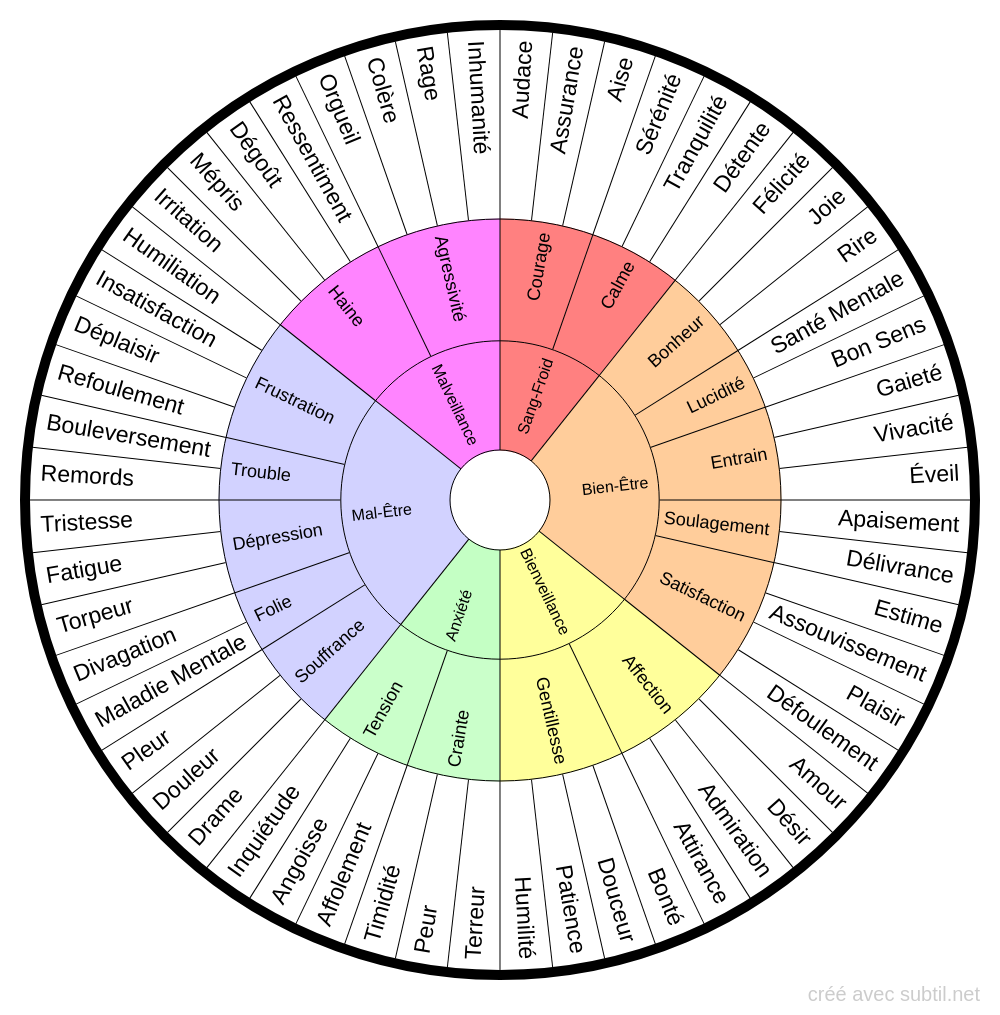 Audace
Assurance
Aise
Sérénité
Tranquilité
Détente
Félicité
Joie
Rire
Santé Mentale
Bon Sens
Gaieté
Vivacité
Éveil
Apaisement
Délivrance
Estime
Assouvissement
Plaisir
Défoulement
Amour
Désir
Admiration
Attirance
Bonté
Douceur
Patience
Humilité
Terreur
Peur
Timidité
Affolement
Angoisse
Inquiétude
Drame
Douleur
Pleur
Maladie Mentale
Divagation
Torpeur
Fatigue
Tristesse
Remords
Bouleversement
Refoulement
Déplaisir
Insatisfaction
Humiliation
Irritation
Mépris
Dégoût
Ressentiment
Orgueil
Colère
Rage
Inhumanité
Courage
Calme
Bonheur
Lucidité
Entrain
Soulagement
Satisfaction
Affection
Gentillesse
Crainte
Tension
Souffrance
Folie
Dépression
Trouble
Frustration
Haine
Agressivité
Sang-Froid
Bien-Être
Bienveillance
Anxiété
Mal-Être
Malveillance
créé avec subtil.net